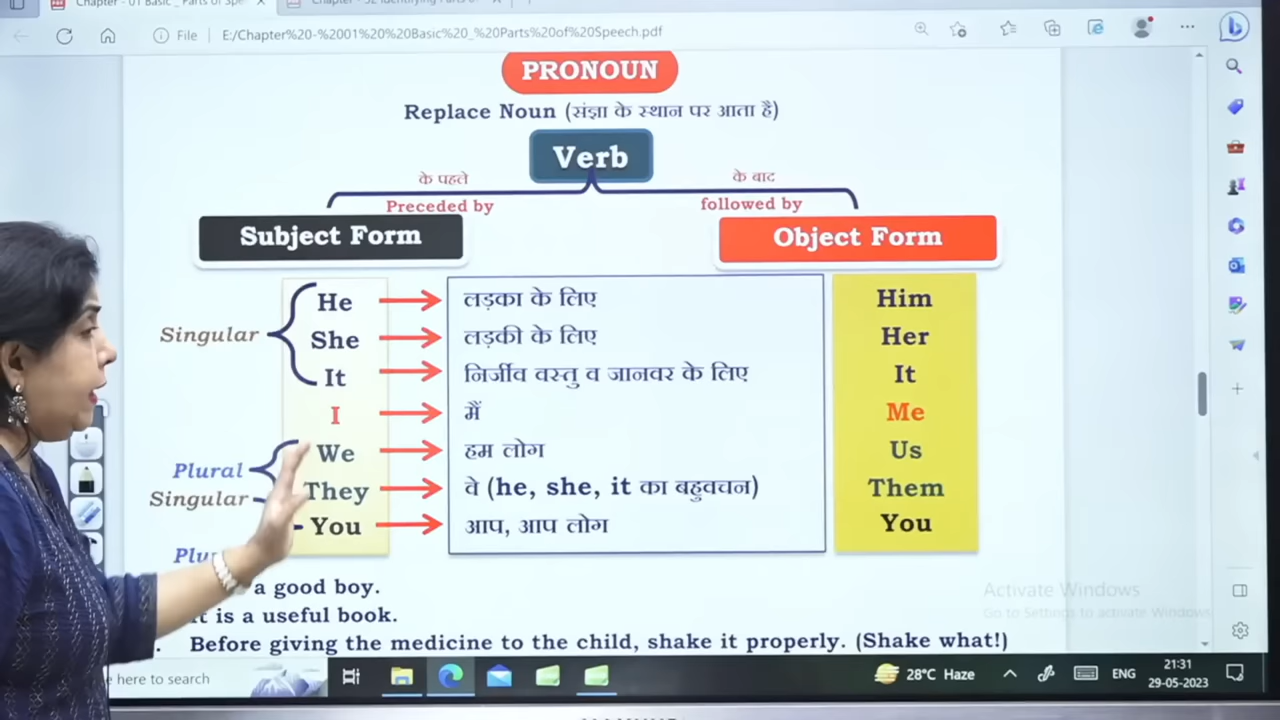 Chapter - 01 Basic _ Parts of Spe
File E:/Chapter%20-%2001%20%20Basic%20_%20Parts%20of%20Speech.pdf
PRONOUN
Replace Noun (संज्ञा के स्थान पर आता है)
Verb
के पहले के बाद
Preceded by followed by
Subject Form Object Form
He लड़का के लिए Him
Singular
She लड़की के लिए Her
It निर्जीव वस्तु व जानवर के लिए It
I मैं Me
We हम लोग Us
Plural
They वे (he, she, it का बहुवचन) Them
Singular
You आप, आप लोग You
a good boy.
is a useful book.
Before giving the medicine to the child, shake it properly. (Shake what!)
Activate Windows
Go to Settings to activate Windows
here to search
28°C Haze
ENG
21:31
29-05-2023